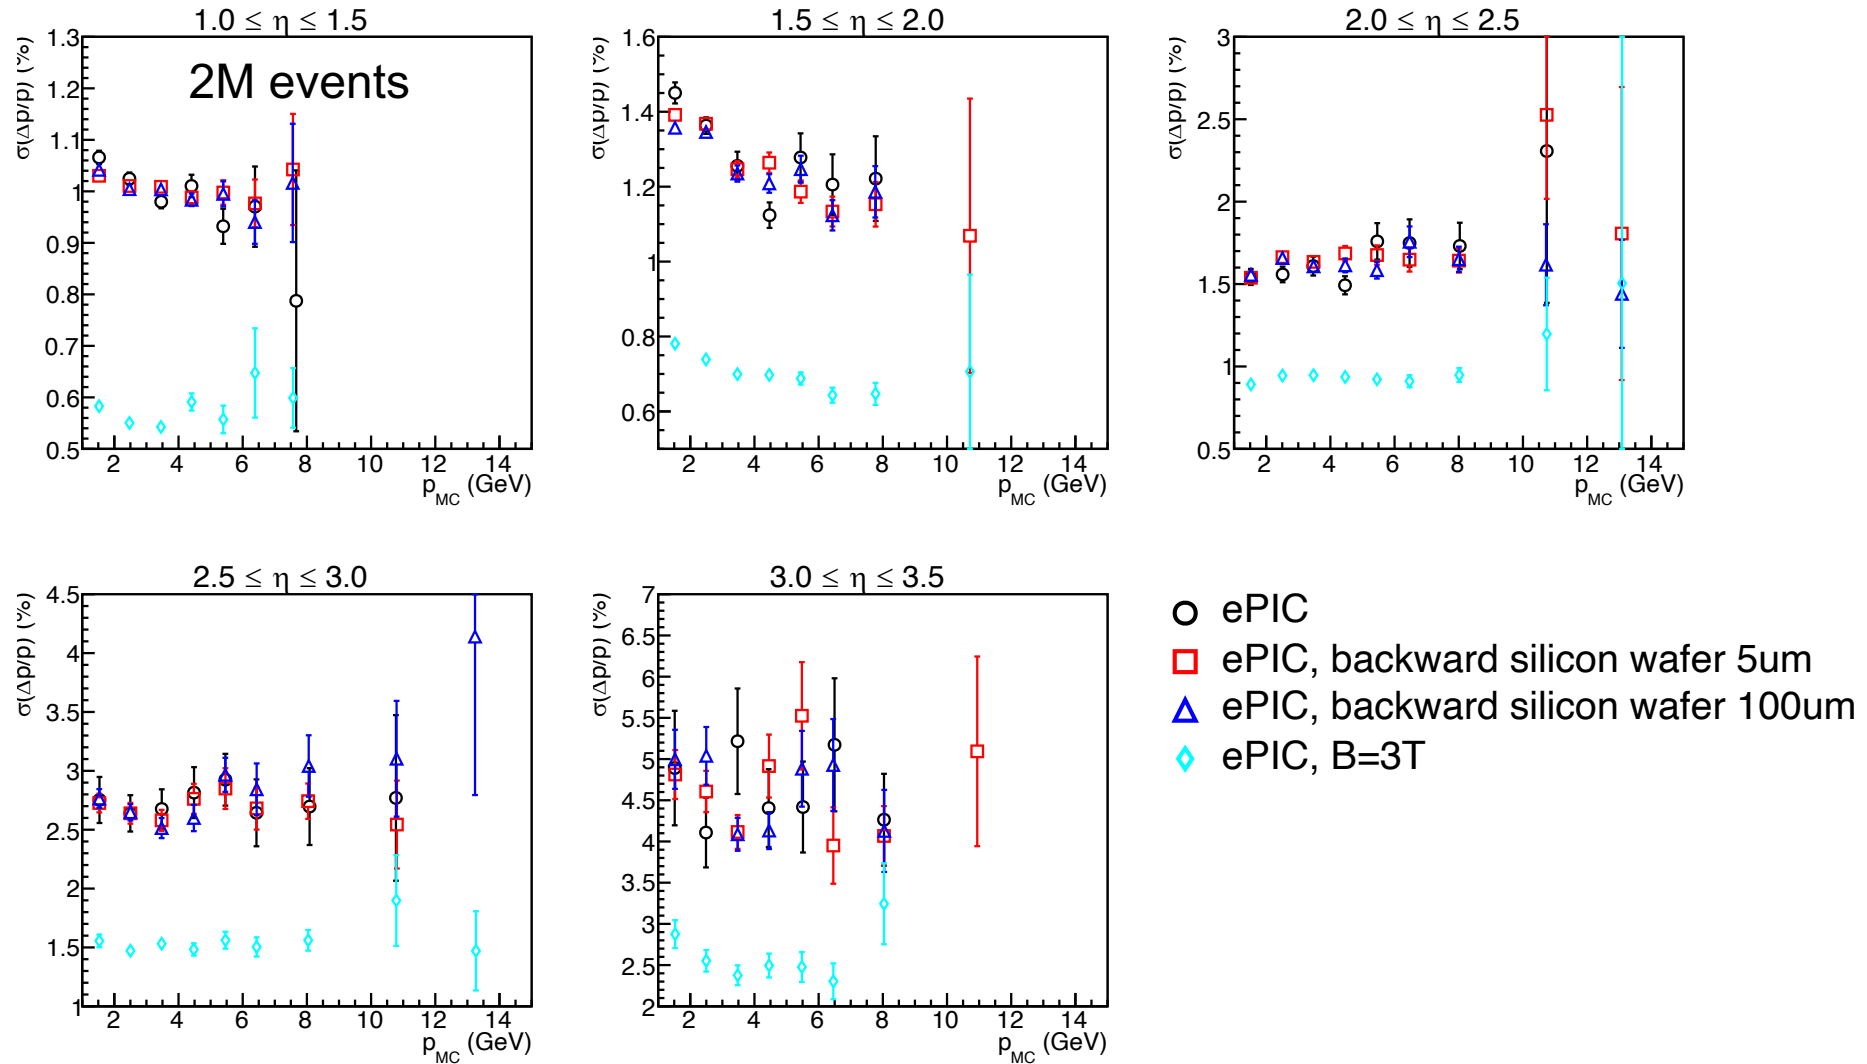 1.0 ≤ η ≤ 1.5
1.5 ≤ η ≤ 2.0
2.0 ≤ η ≤ 2.5
2M events
σ(Δp/p) (%)
1.3
1.2
1.1
1
0.9
0.8
0.7
0.6
0.5
2 4 6 8 10 12 14
p_MC (GeV)
σ(Δp/p) (%)
1.6
1.4
1.2
1
0.8
0.6
2 4 6 8 10 12 14
p_MC (GeV)
σ(Δp/p) (%)
3
2.5
2
1.5
1
0.5
2 4 6 8 10 12 14
p_MC (GeV)
2.5 ≤ η ≤ 3.0
3.0 ≤ η ≤ 3.5
σ(Δp/p) (%)
4.5
4
3.5
3
2.5
2
1.5
1
2 4 6 8 10 12 14
p_MC (GeV)
σ(Δp/p) (%)
7
6.5
6
5.5
5
4.5
4
3.5
3
2.5
2
2 4 6 8 10 12 14
p_MC (GeV)
ePIC
ePIC, backward silicon wafer 5um
ePIC, backward silicon wafer 100um
ePIC, B=3T